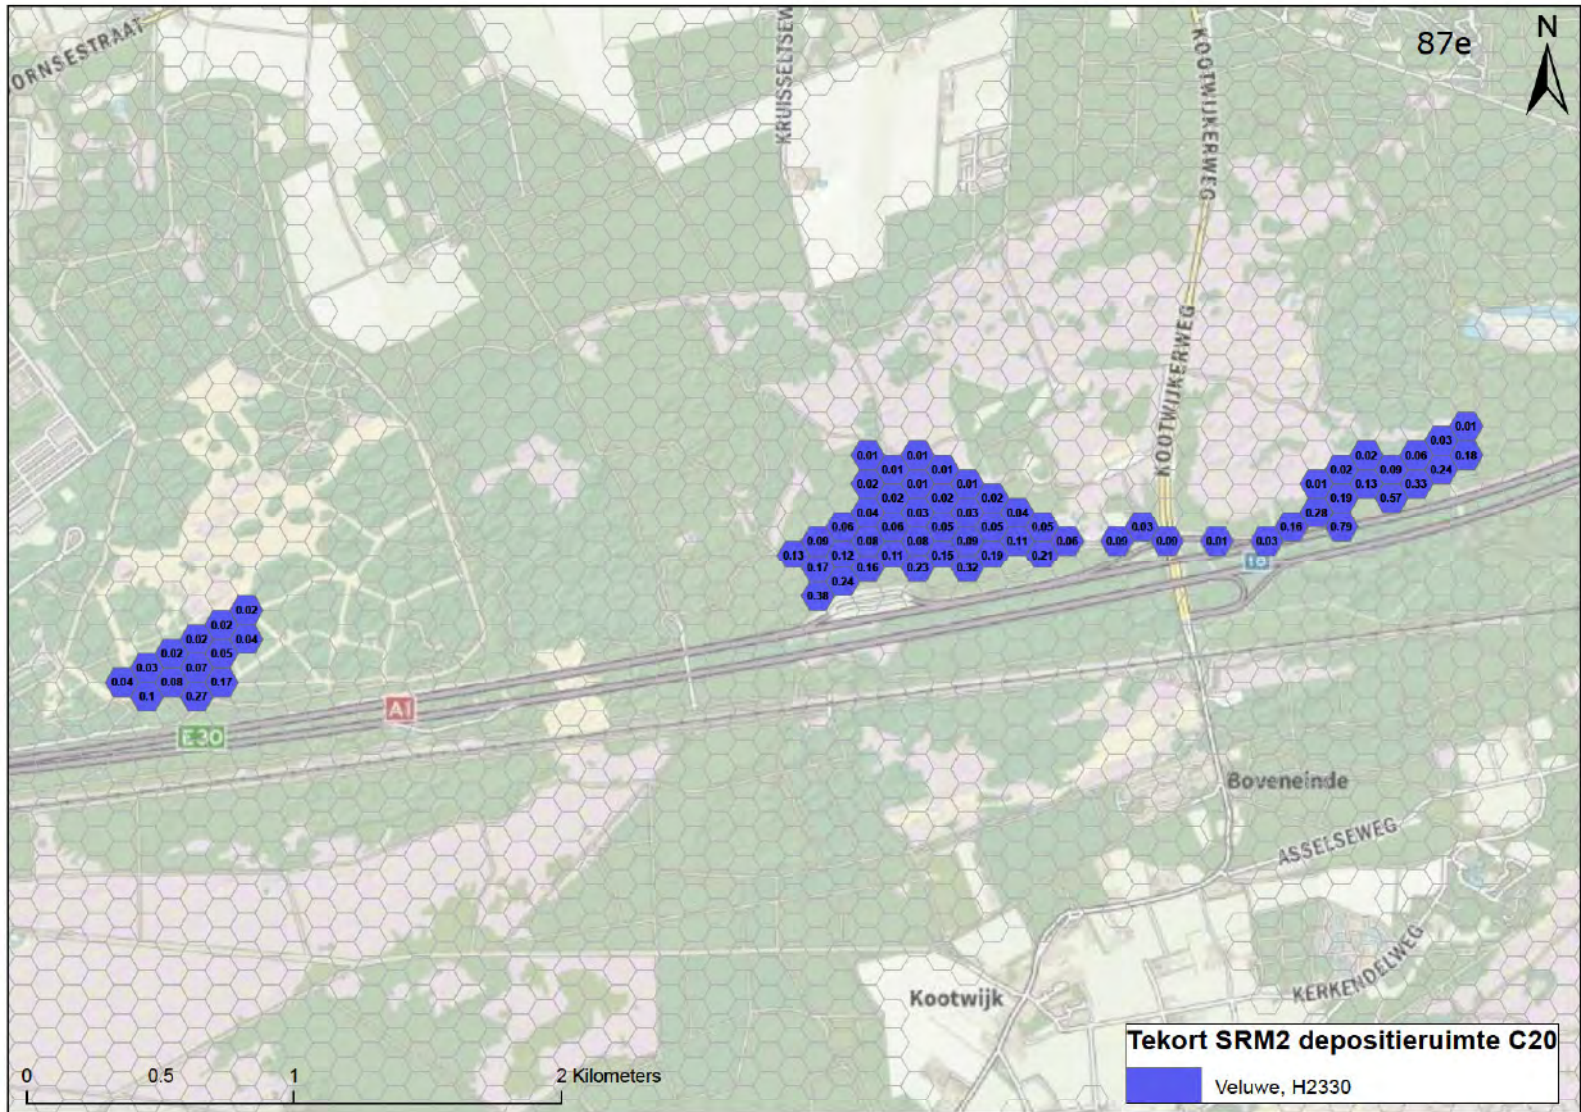 87e
N
OORNSESTRAAT
KRUISSELTSEW
KOOTWIJKERWEG
KOOTWIJKERWEG
0.01
0.03
0.01 0.01 0.02 0.06 0.18
0.01 0.01 0.02 0.09 0.24
0.02 0.01 0.01 0.01 0.13 0.33
0.02 0.02 0.02 0.19 0.57
0.04 0.03 0.03 0.04 0.28
0.06 0.06 0.05 0.05 0.05 0.03 0.16 0.79
0.09 0.08 0.08 0.09 0.11 0.06 0.09 0.09 0.01 0.03
0.13 0.12 0.11 0.15 0.19 0.21
0.17 0.16 0.23 0.32
0.24
0.38
0.02
0.02
0.02 0.04
0.02 0.05
0.03 0.07
0.04 0.08 0.17
0.1 0.27
A1
E30
Boveneinde
ASSELSEWEG
KERKENDELWEG
Kootwijk
Tekort SRM2 depositieruimte C20
Veluwe, H2330
0 0.5 1 2 Kilometers